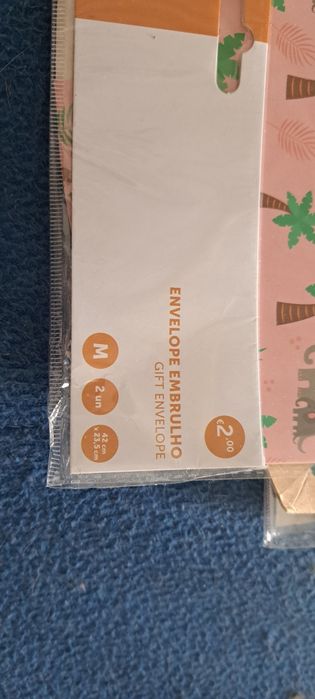 ENVELOPE EMBRULHO
GIFT ENVELOPE
M
2 un
42 cm
x 23,5 cm
€2,00